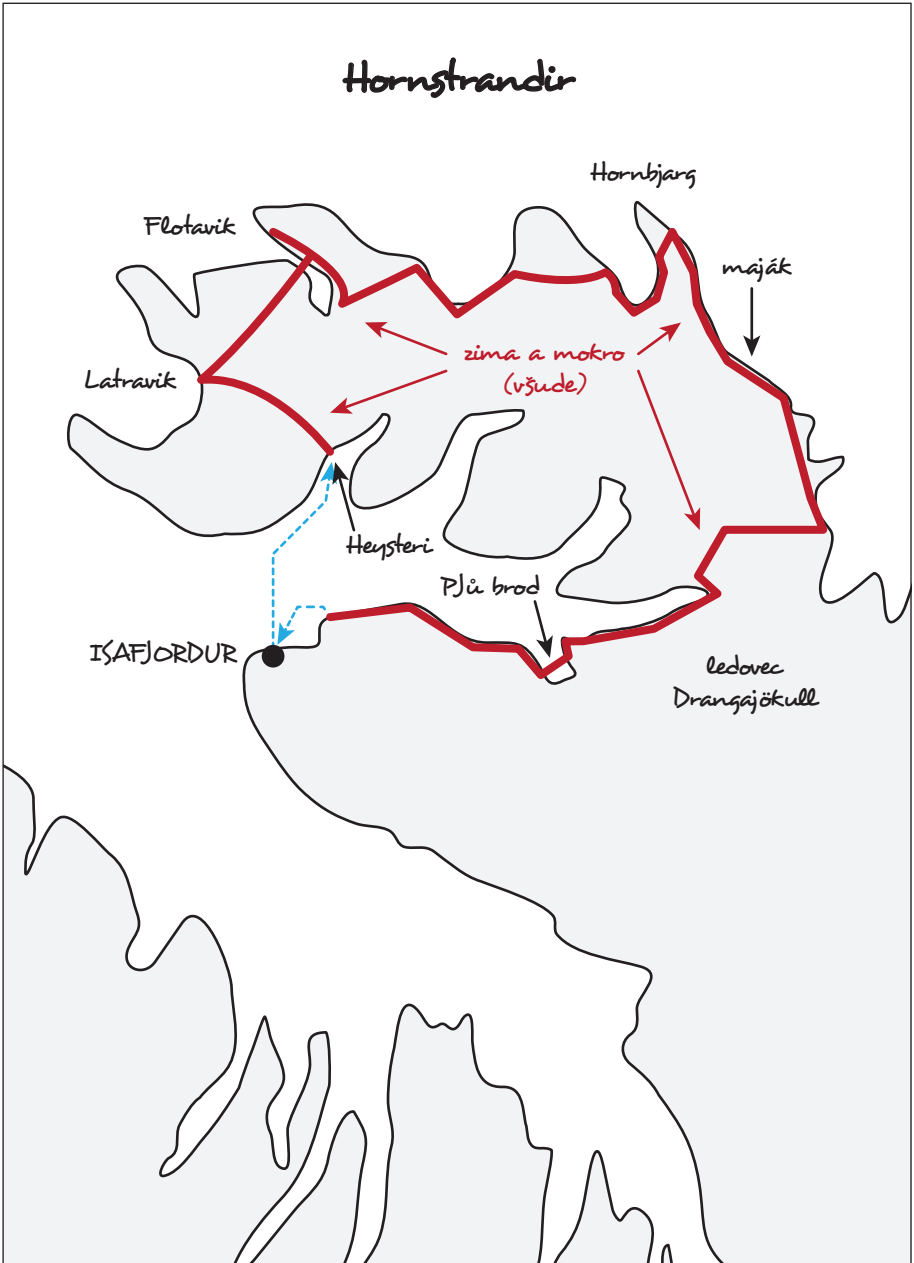 Hornstrandir
Hornbjarg
Flotavik
maják
zima a mokro
(všude)
Latravik
Heysteri
PJů brod
ISAFJORDUR
ledovec
Drangajökull